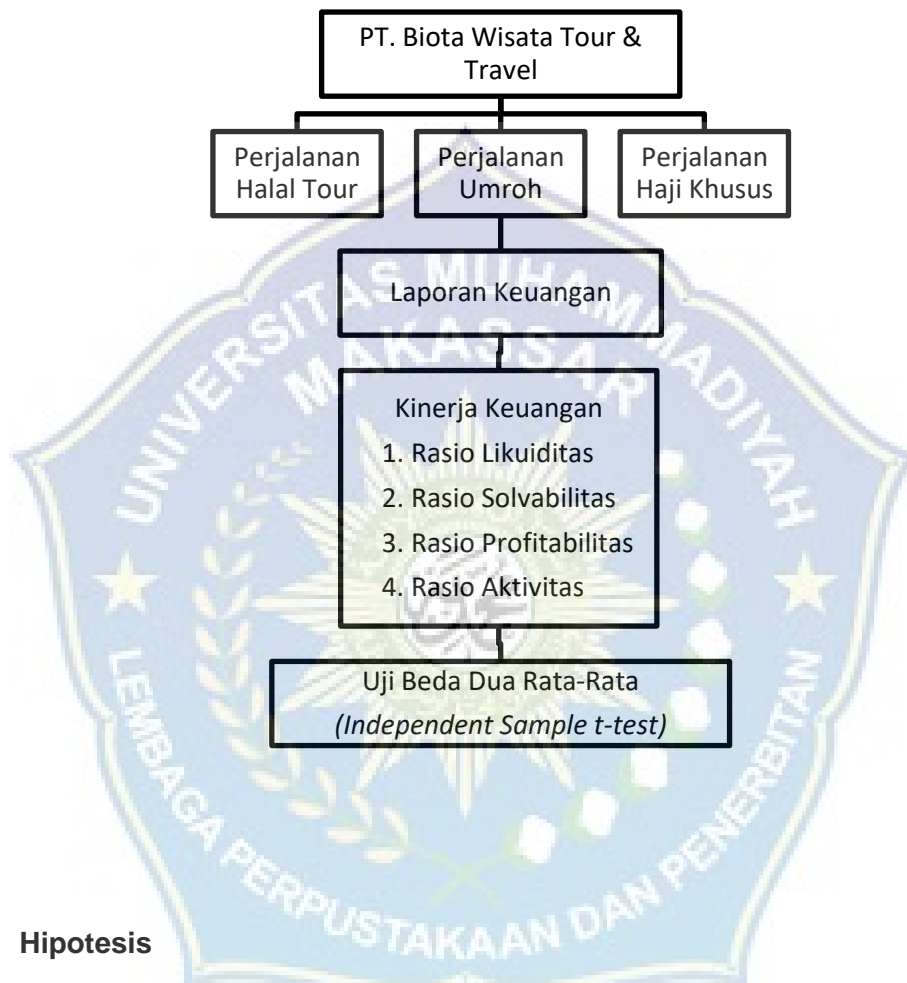 PT. Biota Wisata Tour &
Travel
Perjalanan
Halal Tour
Perjalanan
Umroh
Perjalanan
Haji Khusus
Laporan Keuangan
Kinerja Keuangan
1. Rasio Likuiditas
2. Rasio Solvabilitas
3. Rasio Profitabilitas
4. Rasio Aktivitas
Uji Beda Dua Rata-Rata
(Independent Sample t-test)
UNIVERSITAS MUHAMMADIYAH
MAKASSAR
LEMBAGA PERPUSTAKAAN DAN PENERBITAN
Hipotesis